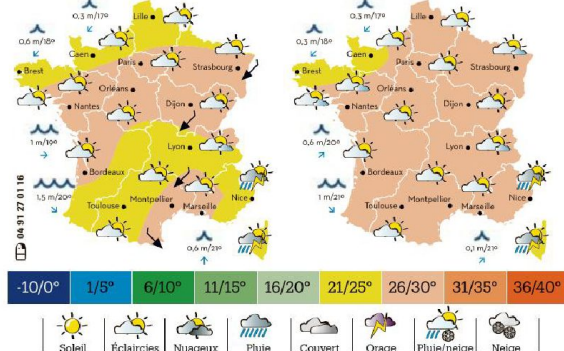 0.3 m/17°
Lille
0,6 m/18°
Caen
Paris
Strasbourg
Brest
Orléans
Nantes
Dijon
1 m/19°
Lyon
Bordeaux
1.5 m/20°
Toulouse
Montpellier
Marseille
Nice
0,6 m/21°
04 91 27 01 16
0.3 m/17°
Lille
0,3 m/18°
Caen
Paris
Strasbourg
Brest
Orléans
Nantes
Dijon
0,6 m/20°
Lyon
Bordeaux
1 m/21°
Toulouse
Montpellier
Marseille
Nice
0,1 m/21°
-10/0° 1/5° 6/10° 11/15° 16/20° 21/25° 26/30° 31/35° 36/40°
Soleil Éclaircies Nuageux Pluie Couvert Orage Pluie/neige Neige